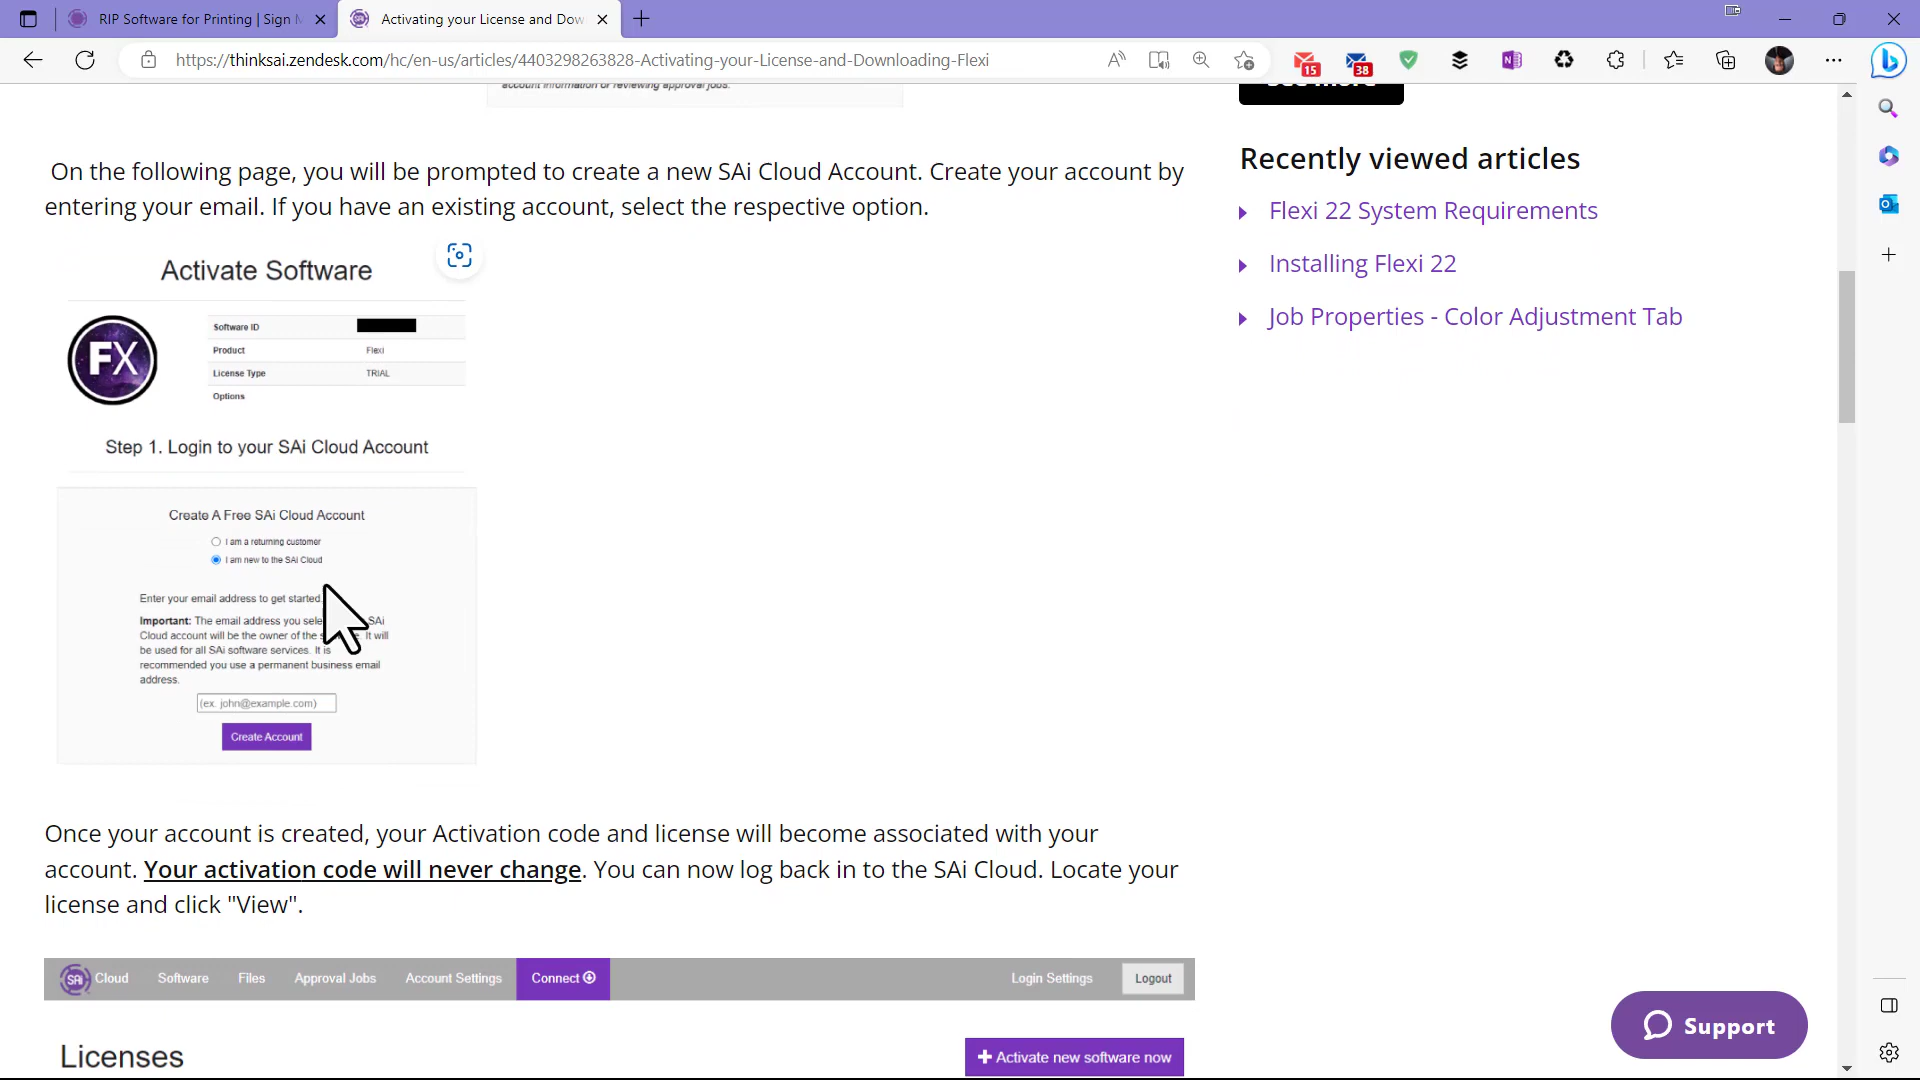 RIP Software for Printing | Sign M
Activating your License and Dow
https://thinksai.zendesk.com/hc/en-us/articles/4403298263828-Activating-your-License-and-Downloading-Flexi
15
38
account information or reviewing approval jobs.
See more
On the following page, you will be prompted to create a new SAi Cloud Account. Create your account by
entering your email. If you have an existing account, select the respective option.
Activate Software
FX
Software ID
Product Flexi
License Type TRIAL
Options
Step 1. Login to your SAi Cloud Account
Create A Free SAi Cloud Account
I am a returning customer
I am new to the SAi Cloud
Enter your email address to get started.
Important: The email address you sele SAi
Cloud account will be the owner of the s e. It will
be used for all SAi software services. It is
recommended you use a permanent business email
address.
(ex. john@example.com)
Create Account
Once your account is created, your Activation code and license will become associated with your
account. Your activation code will never change. You can now log back in to the SAi Cloud. Locate your
license and click "View".
SAi Cloud Software Files Approval Jobs Account Settings Connect Login Settings Logout
Licenses
+ Activate new software now
Recently viewed articles
Flexi 22 System Requirements
Installing Flexi 22
Job Properties - Color Adjustment Tab
Support